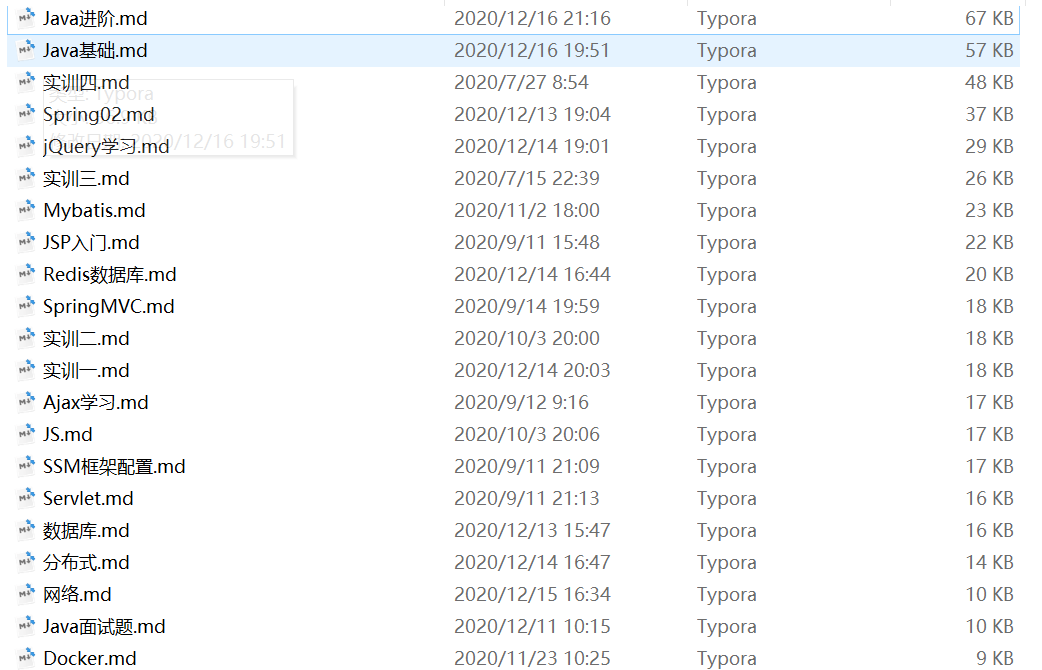 Java进阶.md 2020/12/16 21:16 Typora 67 KB
Java基础.md 2020/12/16 19:51 Typora 57 KB
实训四.md 2020/7/27 8:54 Typora 48 KB
类型: Typora
Spring02.md 2020/12/13 19:04 Typora 37 KB
修改日期: 2020/12/16 19:51
jQuery学习.md 2020/12/14 19:01 Typora 29 KB
实训三.md 2020/7/15 22:39 Typora 26 KB
Mybatis.md 2020/11/2 18:00 Typora 23 KB
JSP入门.md 2020/9/11 15:48 Typora 22 KB
Redis数据库.md 2020/12/14 16:44 Typora 20 KB
SpringMVC.md 2020/9/14 19:59 Typora 18 KB
实训二.md 2020/10/3 20:00 Typora 18 KB
实训一.md 2020/12/14 20:03 Typora 18 KB
Ajax学习.md 2020/9/12 9:16 Typora 17 KB
JS.md 2020/10/3 20:06 Typora 17 KB
SSM框架配置.md 2020/9/11 21:09 Typora 17 KB
Servlet.md 2020/9/11 21:13 Typora 16 KB
数据库.md 2020/12/13 15:47 Typora 16 KB
分布式.md 2020/12/14 16:47 Typora 14 KB
网络.md 2020/12/15 16:34 Typora 10 KB
Java面试题.md 2020/12/11 10:15 Typora 10 KB
Docker.md 2020/11/23 10:25 Typora 9 KB